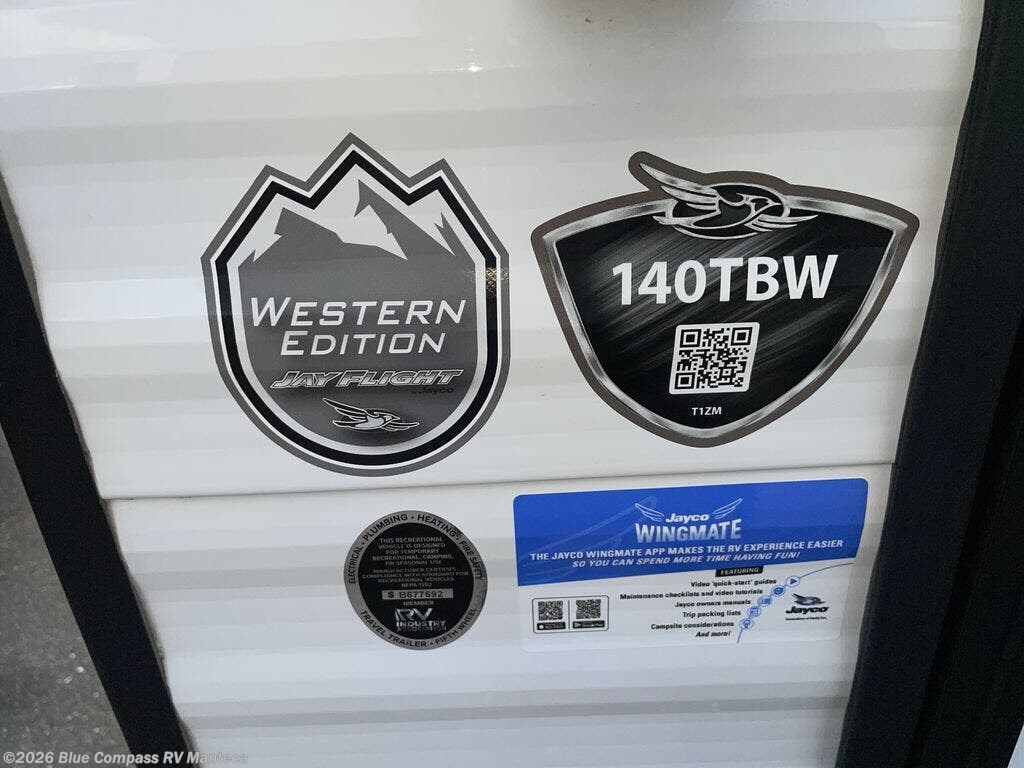 WESTERN
EDITION
JAY FLIGHT
Jayco
140TBW
T1ZM
ELECTRICAL • PLUMBING • HEATING • FIRE SAFETY
THIS RECREATIONAL
VEHICLE IS DESIGNED
FOR TEMPORARY
RECREATIONAL, CAMPING,
OR SEASONAL USE
MANUFACTURER CERTIFIES
COMPLIANCE WITH STANDARD FOR
RECREATIONAL VEHICLES
NFPA 1192
S B677692
MEMBER
RV
INDUSTRY
ASSOCIATION
TRAVEL TRAILER • FIFTH WHEEL
Jayco
WINGMATE
THE JAYCO WINGMATE APP MAKES THE RV EXPERIENCE EASIER
SO YOU CAN SPEND MORE TIME HAVING FUN!
FEATURING
Video 'quick-start' guides
Maintenance checklists and video tutorials
Jayco owners manuals
Trip packing lists
Campsite considerations
And more!
Jayco
©2026 Blue Compass RV Manteca